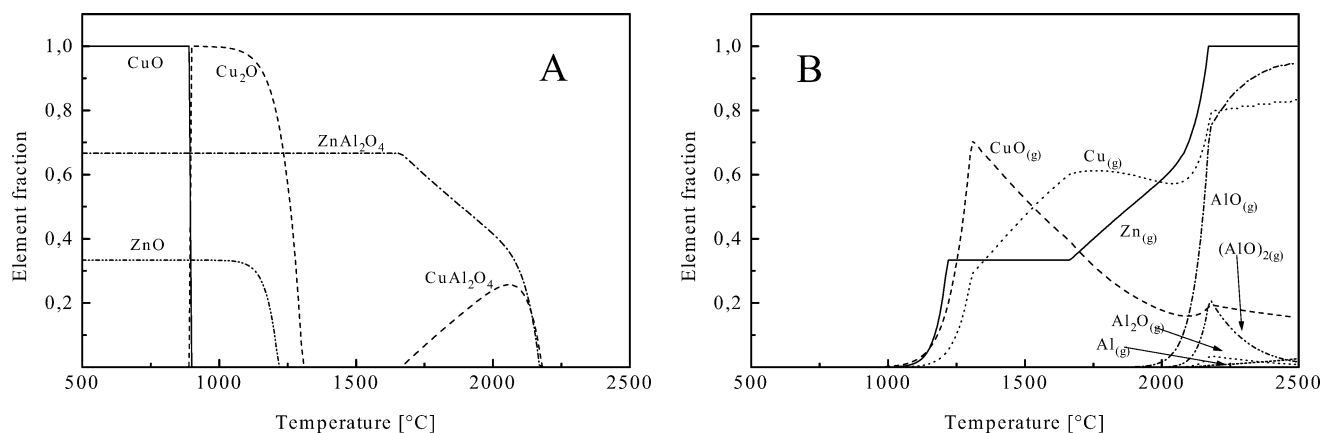 1,0
0,8
0,6
0,4
0,2
500
1000
1500
2000
2500
Element fraction
Temperature [°C]
A
CuO
Cu2O
ZnAl2O4
ZnO
CuAl2O4
1,0
0,8
0,6
0,4
0,2
500
1000
1500
2000
2500
Element fraction
Temperature [°C]
B
CuO(g)
Cu(g)
AlO(g)
Zn(g)
(AlO)2(g)
Al2O(g)
Al(g)